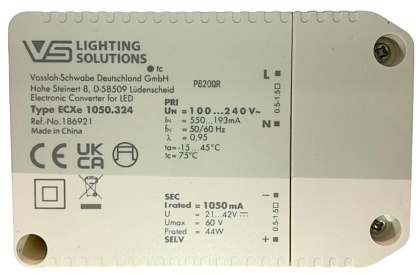 VS LIGHTING
SOLUTIONS
tc
Vossloh-Schwabe Deutschland GmbH
Hohe Steinert 8, D-58509 Lüdenscheid
Electronic Converter for LED
Type ECXe 1050.324
Ref.-No. 186921
Made in China
P8200R
PRI
UN = 100...240 V~
IN = 550...193mA
fN = 50/60 Hz
λ = 0,95
ta = -15... 45°C
tc = 75°C
L
N
0.5-1.5
CE UK
CA
SEC
I rated = 1050 mA
U = 21...42V
Umax = 60 V
Prated = 44W
SELV
−
+
0.5-1.5